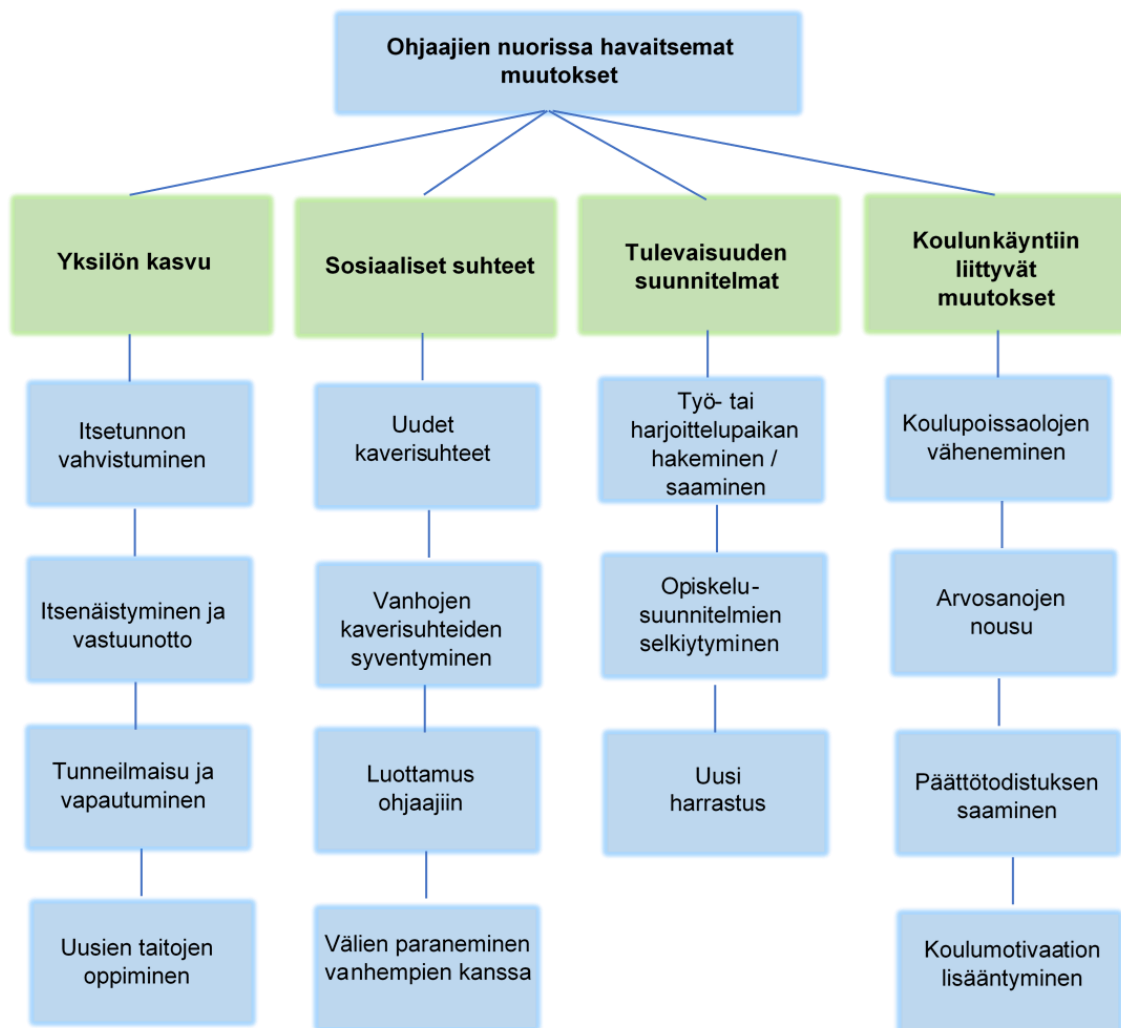 Ohjaajien nuorissa havaitsemat
muutokset
Yksilön kasvu
Sosiaaliset suhteet
Tulevaisuuden
suunnitelmat
Koulunkäyntiin
liittyvät
muutokset
Itsetunnon
vahvistuminen
Itsenäistyminen ja
vastuunotto
Tunneilmaisu ja
vapautuminen
Uusien taitojen
oppiminen
Uudet
kaverisuhteet
Vanhojen
kaverisuhteiden
syventyminen
Luottamus
ohjaajiin
Välien paraneminen
vanhempien kanssa
Työ- tai
harjoittelupaikan
hakeminen /
saaminen
Opiskelu-
suunnitelmien
selkiytyminen
Uusi
harrastus
Koulupoissaolojen
väheneminen
Arvosanojen
nousu
Päättötodistuksen
saaminen
Koulumotivaation
lisääntyminen